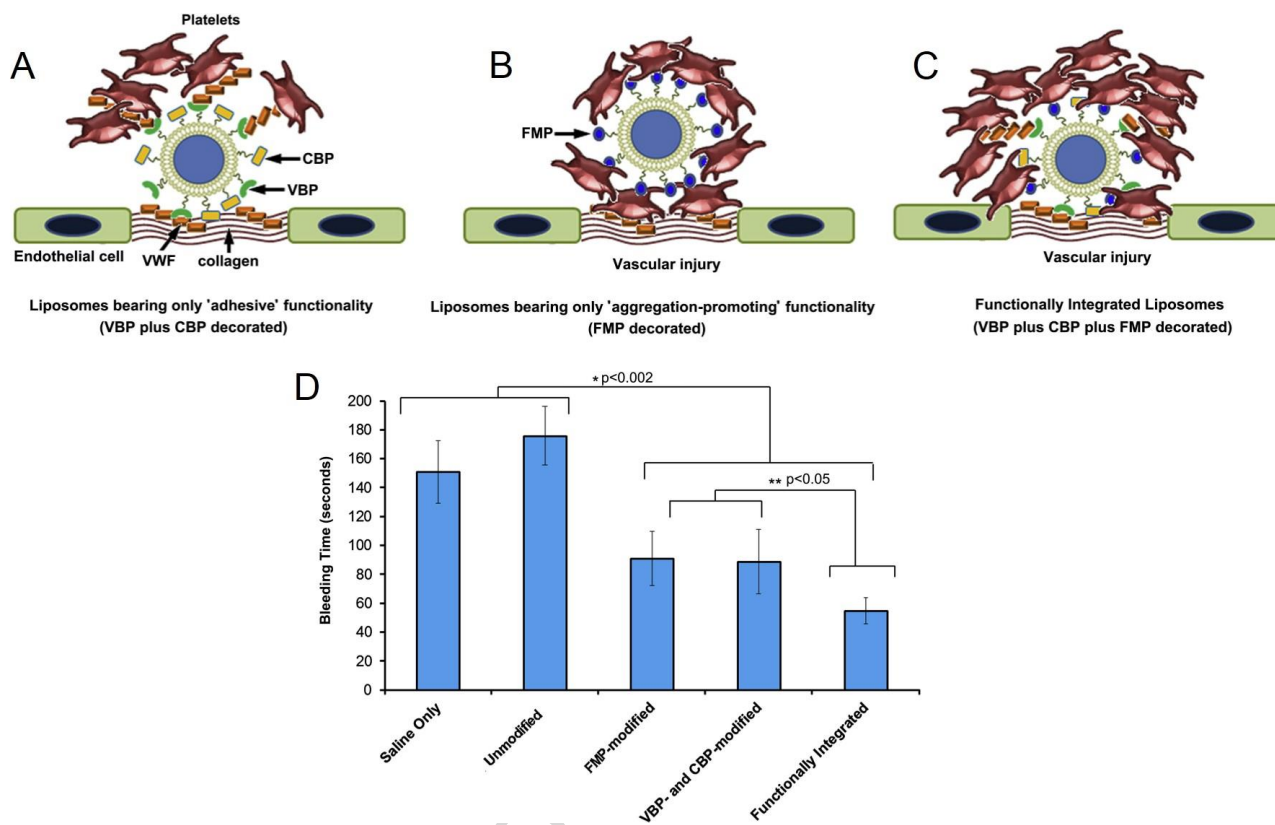 Platelets
A
B
C
FMP
CBP
VBP
Endothelial cell
VWF
collagen
Vascular injury
Vascular injury
Liposomes bearing only 'adhesive' functionality
(VBP plus CBP decorated)
Liposomes bearing only 'aggregation-promoting' functionality
(FMP decorated)
Functionally Integrated Liposomes
(VBP plus CBP plus FMP decorated)
D
* p<0.002
** p<0.05
Bleeding Time (seconds)
200
180
160
140
120
100
80
60
40
20
0
Saline Only
Unmodified
FMP-modified
VBP- and CBP-modified
Functionally Integrated